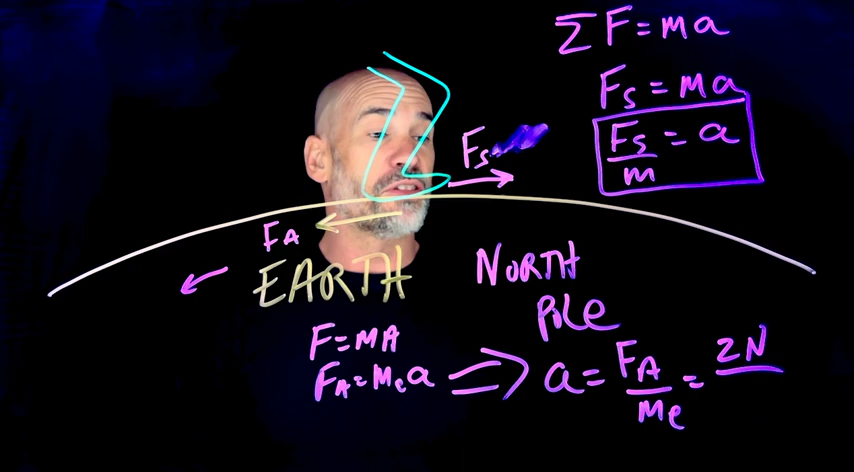 ΣF = ma
Fs = ma
Fs/m = a
Fs
FA
EARTH
NORTH
POLE
F = MA
FA = Mea => a = FA/Me = 2N/